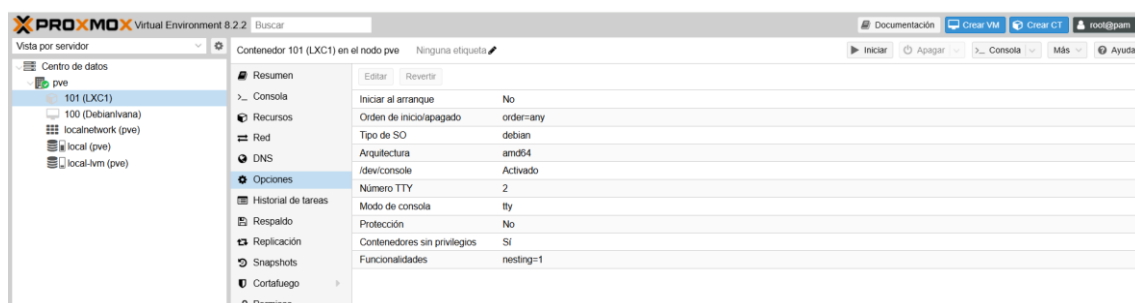 PROXMOX Virtual Environment 8.2.2 Buscar Documentación Crear VM Crear CT root@pam
Vista por servidor
Centro de datos
pve
101 (LXC1)
100 (DebianIvana)
localnetwork (pve)
local (pve)
local-lvm (pve)
Contenedor 101 (LXC1) en el nodo pve Ninguna etiqueta Iniciar Apagar Consola Más Ayuda
Resumen
Consola
Recursos
Red
DNS
Opciones
Historial de tareas
Respaldo
Replicación
Snapshots
Cortafuego
Editar Revertir
Iniciar al arranque No
Orden de inicio/apagado order=any
Tipo de SO debian
Arquitectura amd64
/dev/console Activado
Número TTY 2
Modo de consola tty
Protección No
Contenedores sin privilegios Sí
Funcionalidades nesting=1